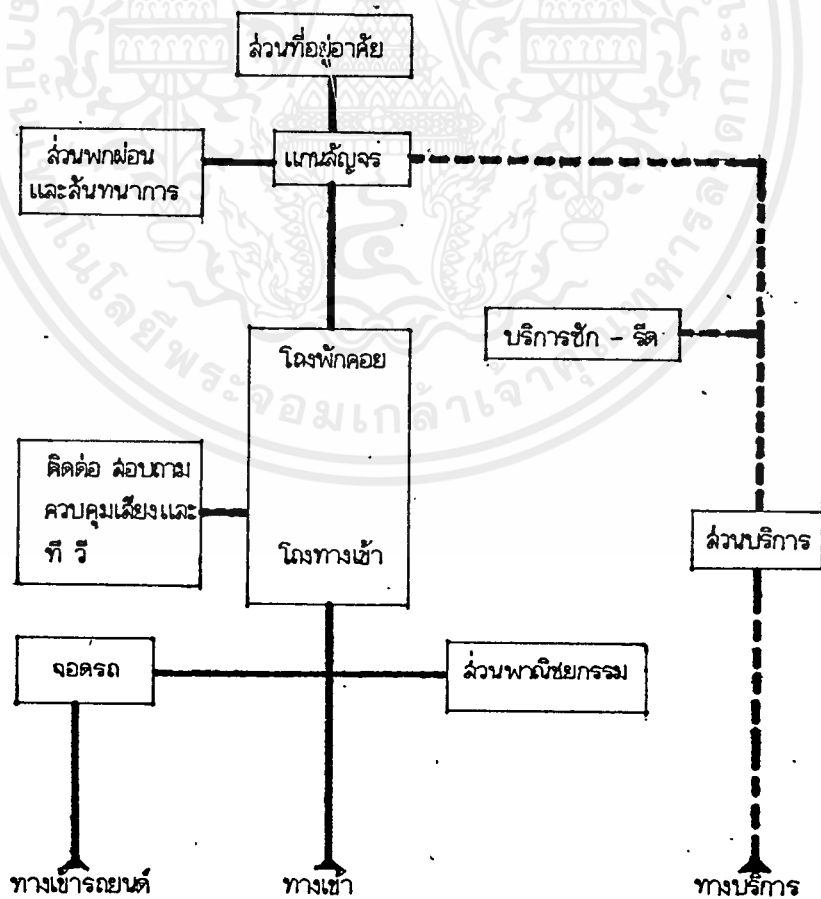 ส่วนที่อยู่อาศัย
ส่วนพกผ่อน
และสันทนาการ
แกนสัญจร
โถงพักคอย
บริการซัก - รีด
ติดต่อ สอบถาม
ควบคุมเสียงและ
ที วี
โถงทางเข้า
ส่วนบริการ
จอดรถ
ส่วนพาณิชยกรรม
ทางเข้ารถยนต์
ทางเข้า
ทางบริการ